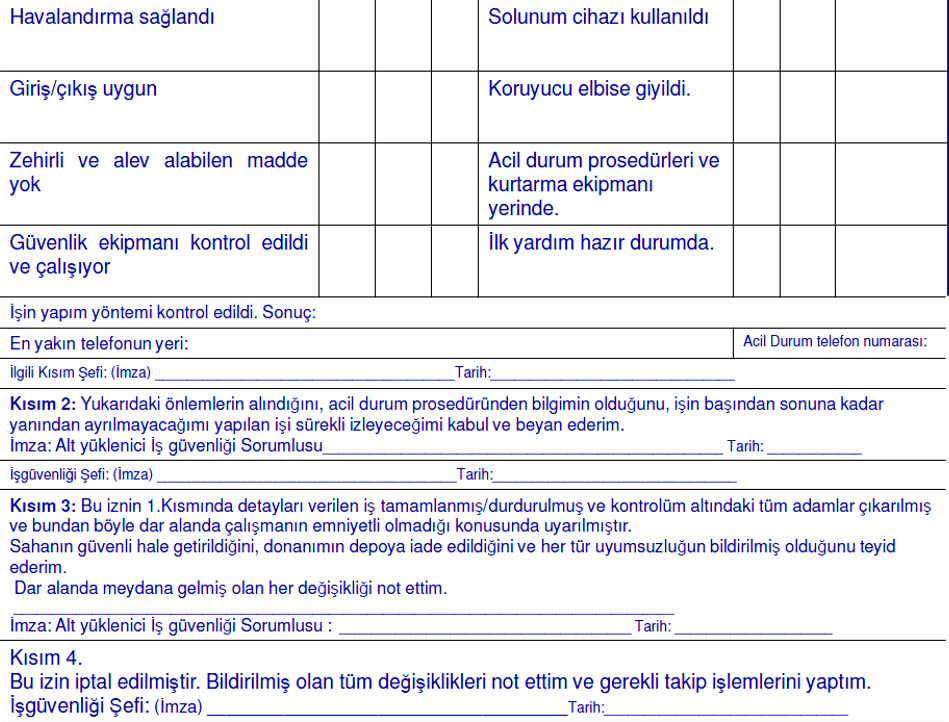 Havalandırma sağlandı
Solunum cihazı kullanıldı
Giriş/çıkış uygun
Koruyucu elbise giyildi.
Zehirli ve alev alabilen madde
yok
Acil durum prosedürleri ve
kurtarma ekipmanı
yerinde.
Güvenlik ekipmanı kontrol edildi
ve çalışıyor
İlk yardım hazır durumda.
İşin yapım yöntemi kontrol edildi. Sonuç:
En yakın telefonun yeri:
Acil Durum telefon numarası:
İlgili Kısım Şefi: (İmza) ________________________________Tarih:__________________________
Kısım 2: Yukarıdaki önlemlerin alındığını, acil durum prosedüründen bilgimin olduğunu, işin başından sonuna kadar
yanından ayrılmayacağımı yapılan işi sürekli izleyeceğimi kabul ve beyan ederim.
İmza: Alt yüklenici İş güvenliği Sorumlusu________________________________________ Tarih: __________
İşgüvenliği Şefi: (İmza) ________________________________Tarih:__________________________
Kısım 3: Bu iznin 1.Kısmında detayları verilen iş tamamlanmış/durdurulmuş ve kontrolüm altındaki tüm adamlar çıkarılmış
ve bundan böyle dar alanda çalışmanın emniyetli olmadığı konusunda uyarılmıştır.
Sahanın güvenli hale getirildiğini, donanımın depoya iade edildiğini ve her tür uyumsuzluğun bildirilmiş olduğunu teyid
ederim.
Dar alanda meydana gelmiş olan her değişikliği not ettim.
______________________________________________________________________
İmza: Alt yüklenici İş güvenliği Sorumlusu : ______________________________ Tarih: ________________
Kısım 4.
Bu izin iptal edilmiştir. Bildirilmiş olan tüm değişiklikleri not ettim ve gerekli takip işlemlerini yaptım.
İşgüvenliği Şefi: (İmza) ______________________________________Tarih:__________________________